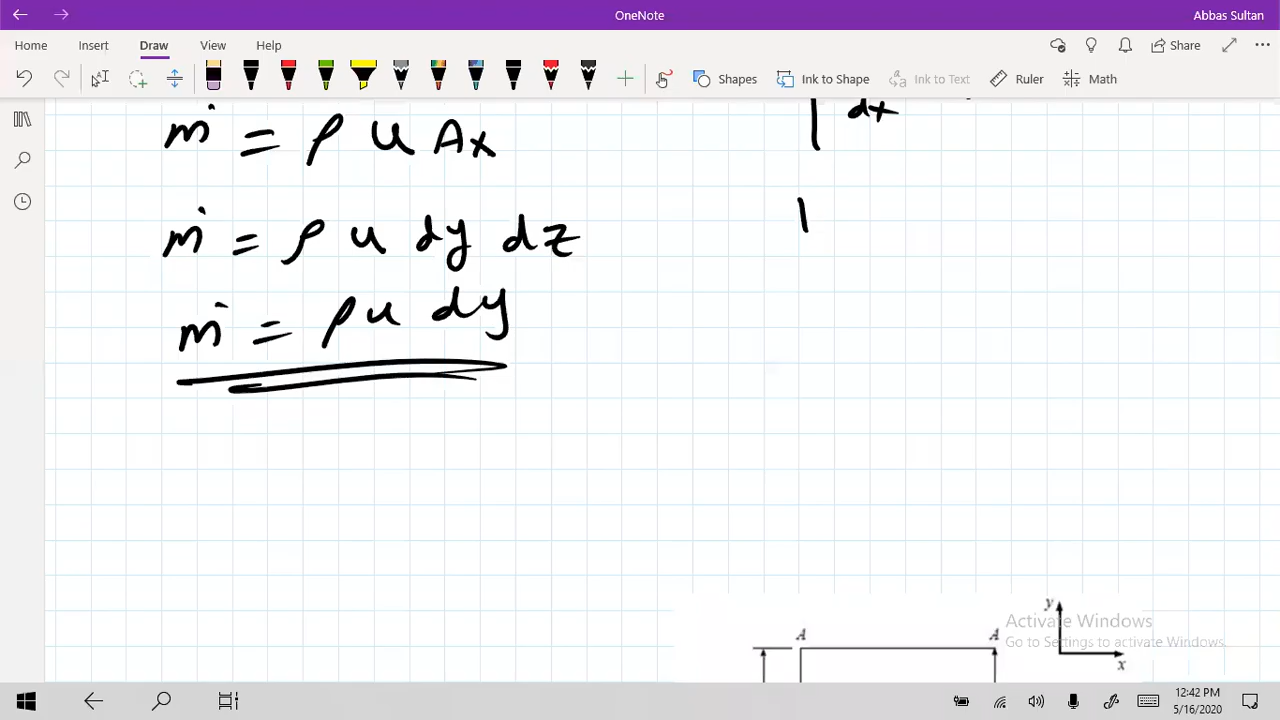 OneNote
Abbas Sultan
Home Insert Draw View Help
Share
Shapes Ink to Shape Ink to Text Ruler Math
ṁ = ρ u Ax
dx
ṁ = ρ u dy dz
ṁ = ρ u dy
y
Activate Windows
A A
Go to Settings to activate Windows.
x
12:42 PM
5/16/2020